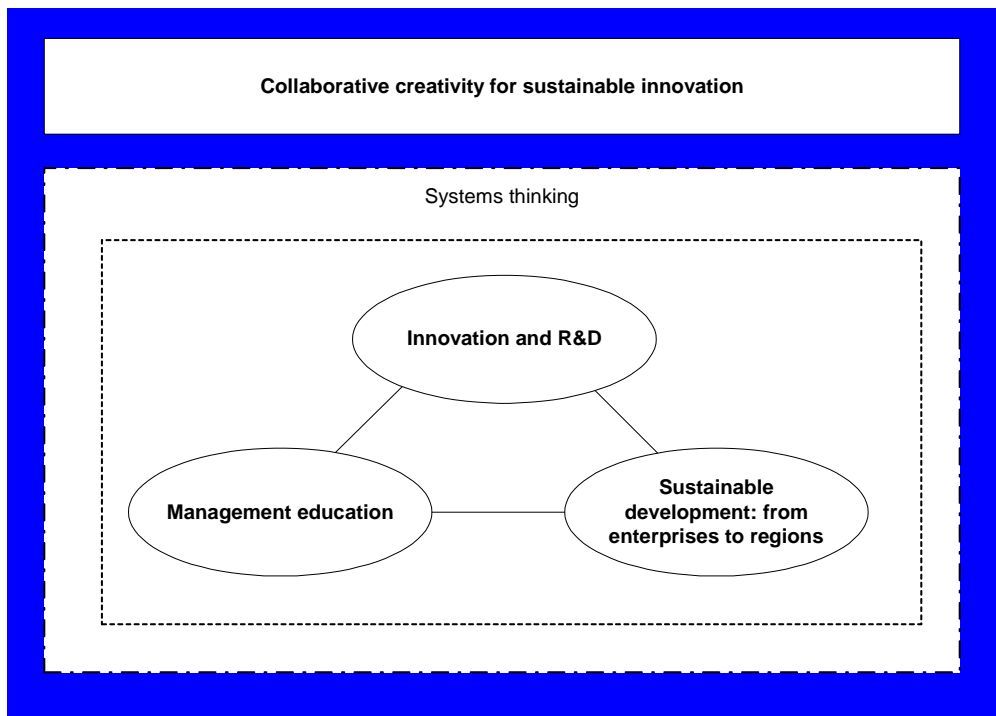 Collaborative creativity for sustainable innovation
Systems thinking
Innovation and R&D
Management education
Sustainable
development: from
enterprises to regions